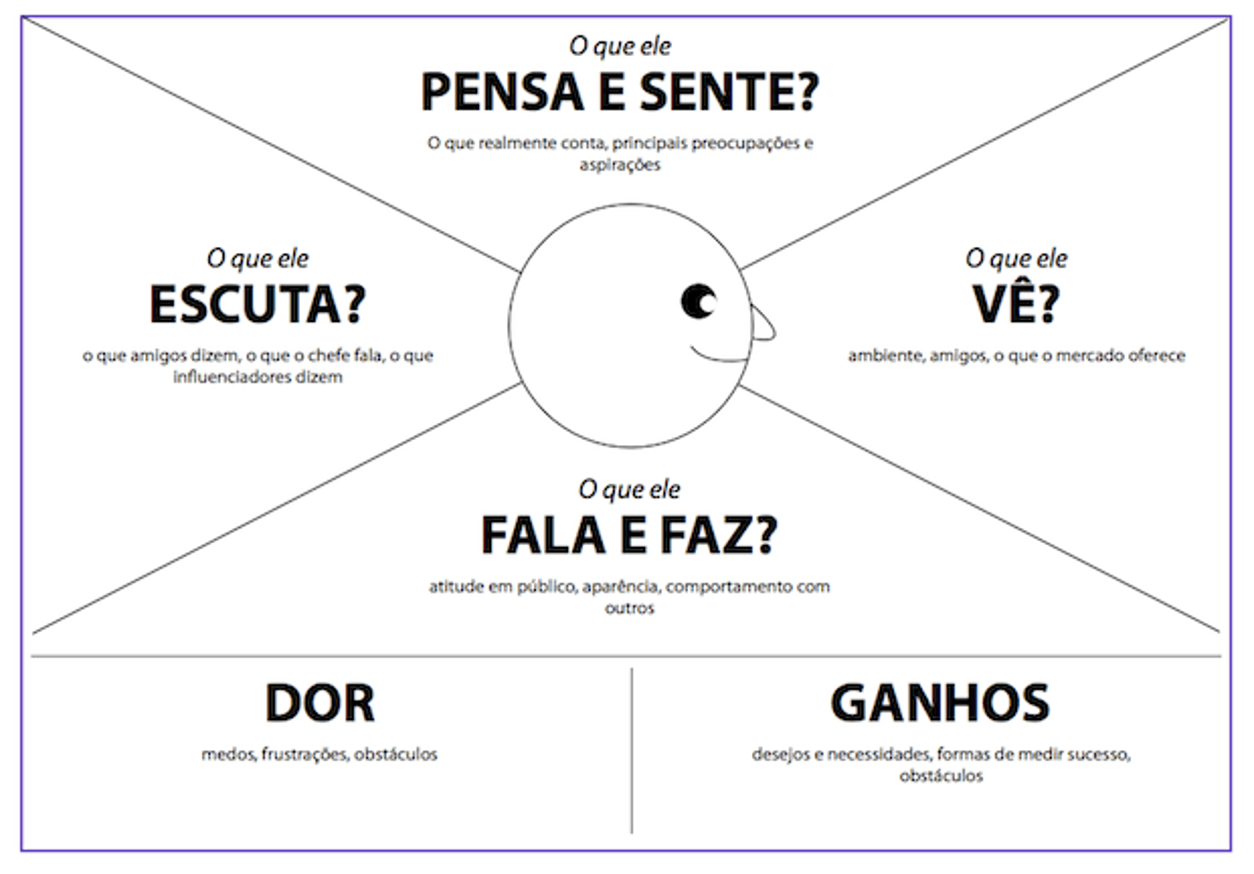 O que ele
PENSA E SENTE?
O que realmente conta, principais preocupações e
aspirações
O que ele
ESCUTA?
o que amigos dizem, o que o chefe fala, o que
influenciadores dizem
O que ele
VÊ?
ambiente, amigos, o que o mercado oferece
O que ele
FALA E FAZ?
atitude em público, aparência, comportamento com
outros
DOR
medos, frustrações, obstáculos
GANHOS
desejos e necessidades, formas de medir sucesso,
obstáculos